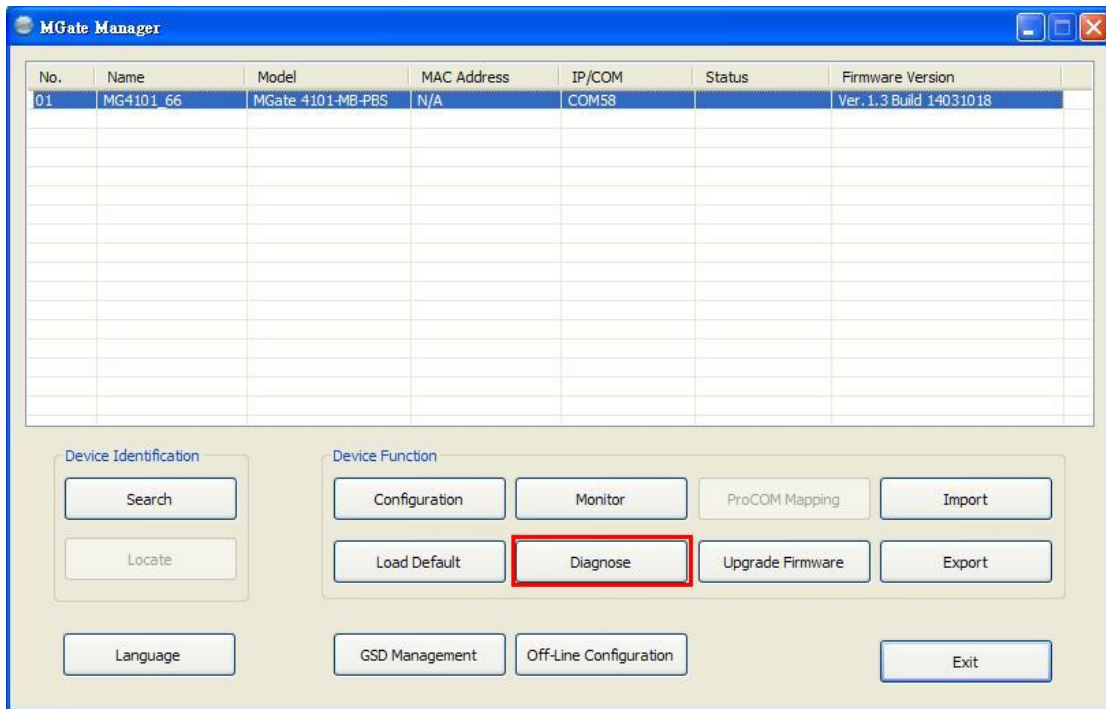 MGate Manager
No. Name Model MAC Address IP/COM Status Firmware Version
01 MG4101_66 MGate 4101-MB-PBS N/A COM58 Ver. 1.3 Build 14031018
Device Identification Device Function
Search Configuration Monitor ProCOM Mapping Import
Locate Load Default Diagnose Upgrade Firmware Export
Language GSD Management Off-Line Configuration Exit